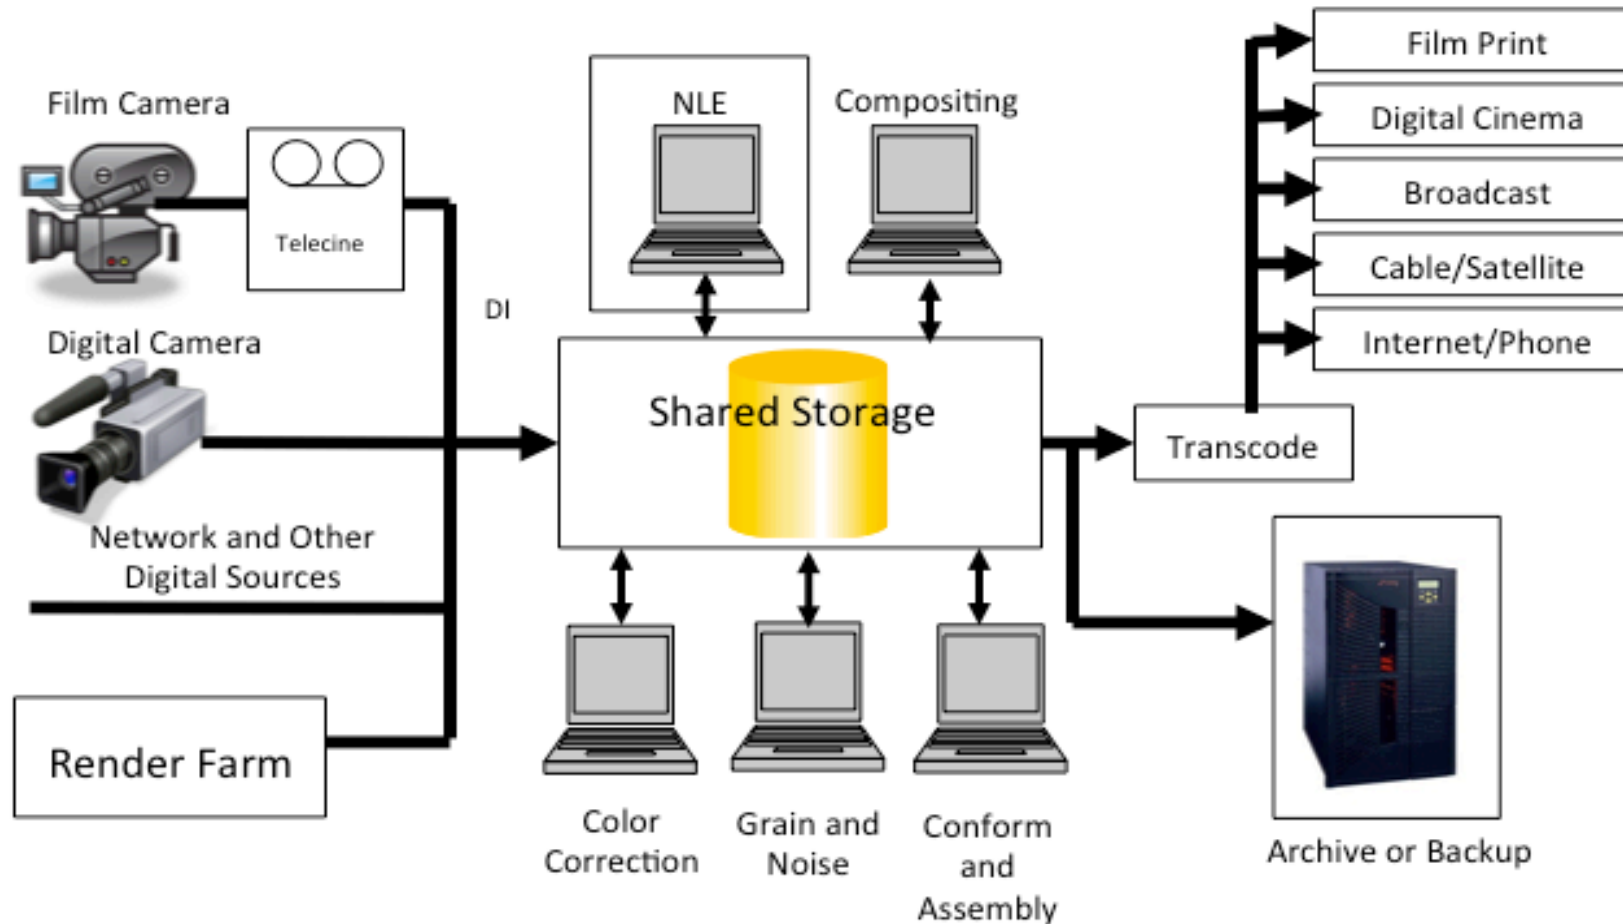 Film Camera
Telecine
Digital Camera
Network and Other
Digital Sources
Render Farm
DI
NLE
Compositing
Shared Storage
Color
Correction
Grain and
Noise
Conform
and
Assembly
Transcode
Film Print
Digital Cinema
Broadcast
Cable/Satellite
Internet/Phone
Archive or Backup